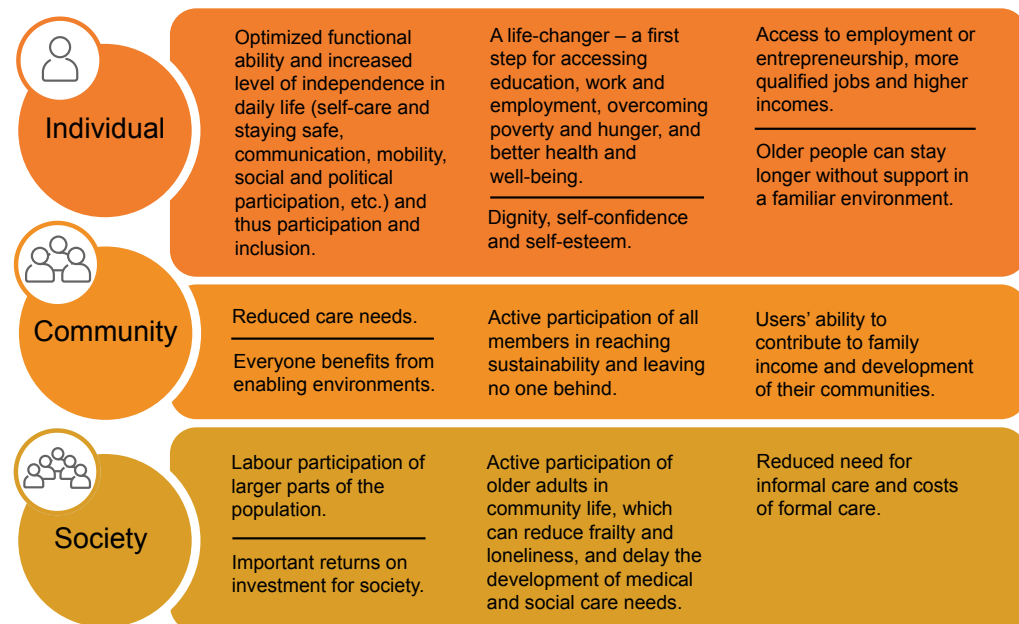 Individual
Optimized functional
ability and increased
level of independence in
daily life (self-care and
staying safe,
communication, mobility,
social and political
participation, etc.) and
thus participation and
inclusion.
A life-changer – a first
step for accessing
education, work and
employment, overcoming
poverty and hunger, and
better health and
well-being.
Dignity, self-confidence
and self-esteem.
Access to employment or
entrepreneurship, more
qualified jobs and higher
incomes.
Older people can stay
longer without support in
a familiar environment.
Community
Reduced care needs.
Everyone benefits from
enabling environments.
Active participation of all
members in reaching
sustainability and leaving
no one behind.
Users’ ability to
contribute to family
income and development
of their communities.
Society
Labour participation of
larger parts of the
population.
Important returns on
investment for society.
Active participation of
older adults in
community life, which
can reduce frailty and
loneliness, and delay the
development of medical
and social care needs.
Reduced need for
informal care and costs
of formal care.